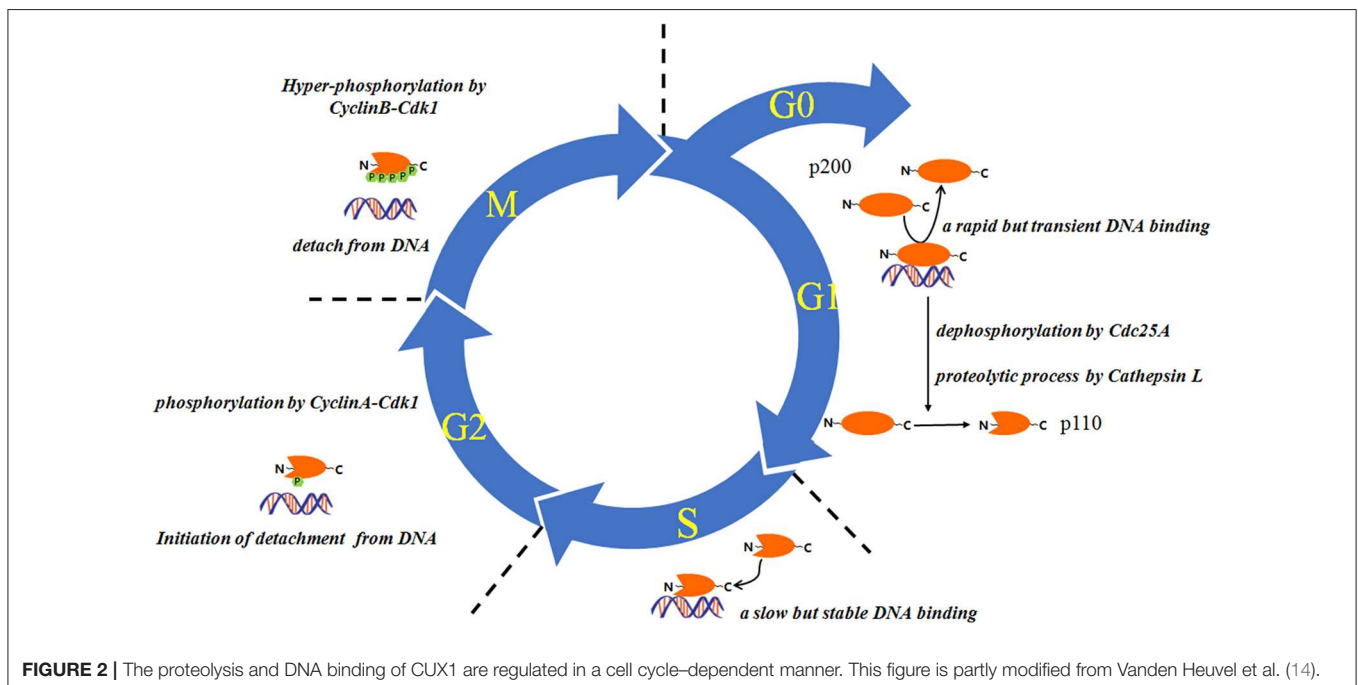 Hyper-phosphorylation by
CyclinB-Cdk1
N C
P P P P P
detach from DNA
M
G0
p200
N C
N C
a rapid but transient DNA binding
N C
G1
dephosphorylation by Cdc25A
proteolytic process by Cathepsin L
N C N C p110
phosphorylation by CyclinA-Cdk1
G2
N C
P
Initiation of detachment from DNA
S
N C
N C
a slow but stable DNA binding
FIGURE 2 | The proteolysis and DNA binding of CUX1 are regulated in a cell cycle–dependent manner. This figure is partly modified from Vanden Heuvel et al. (14).